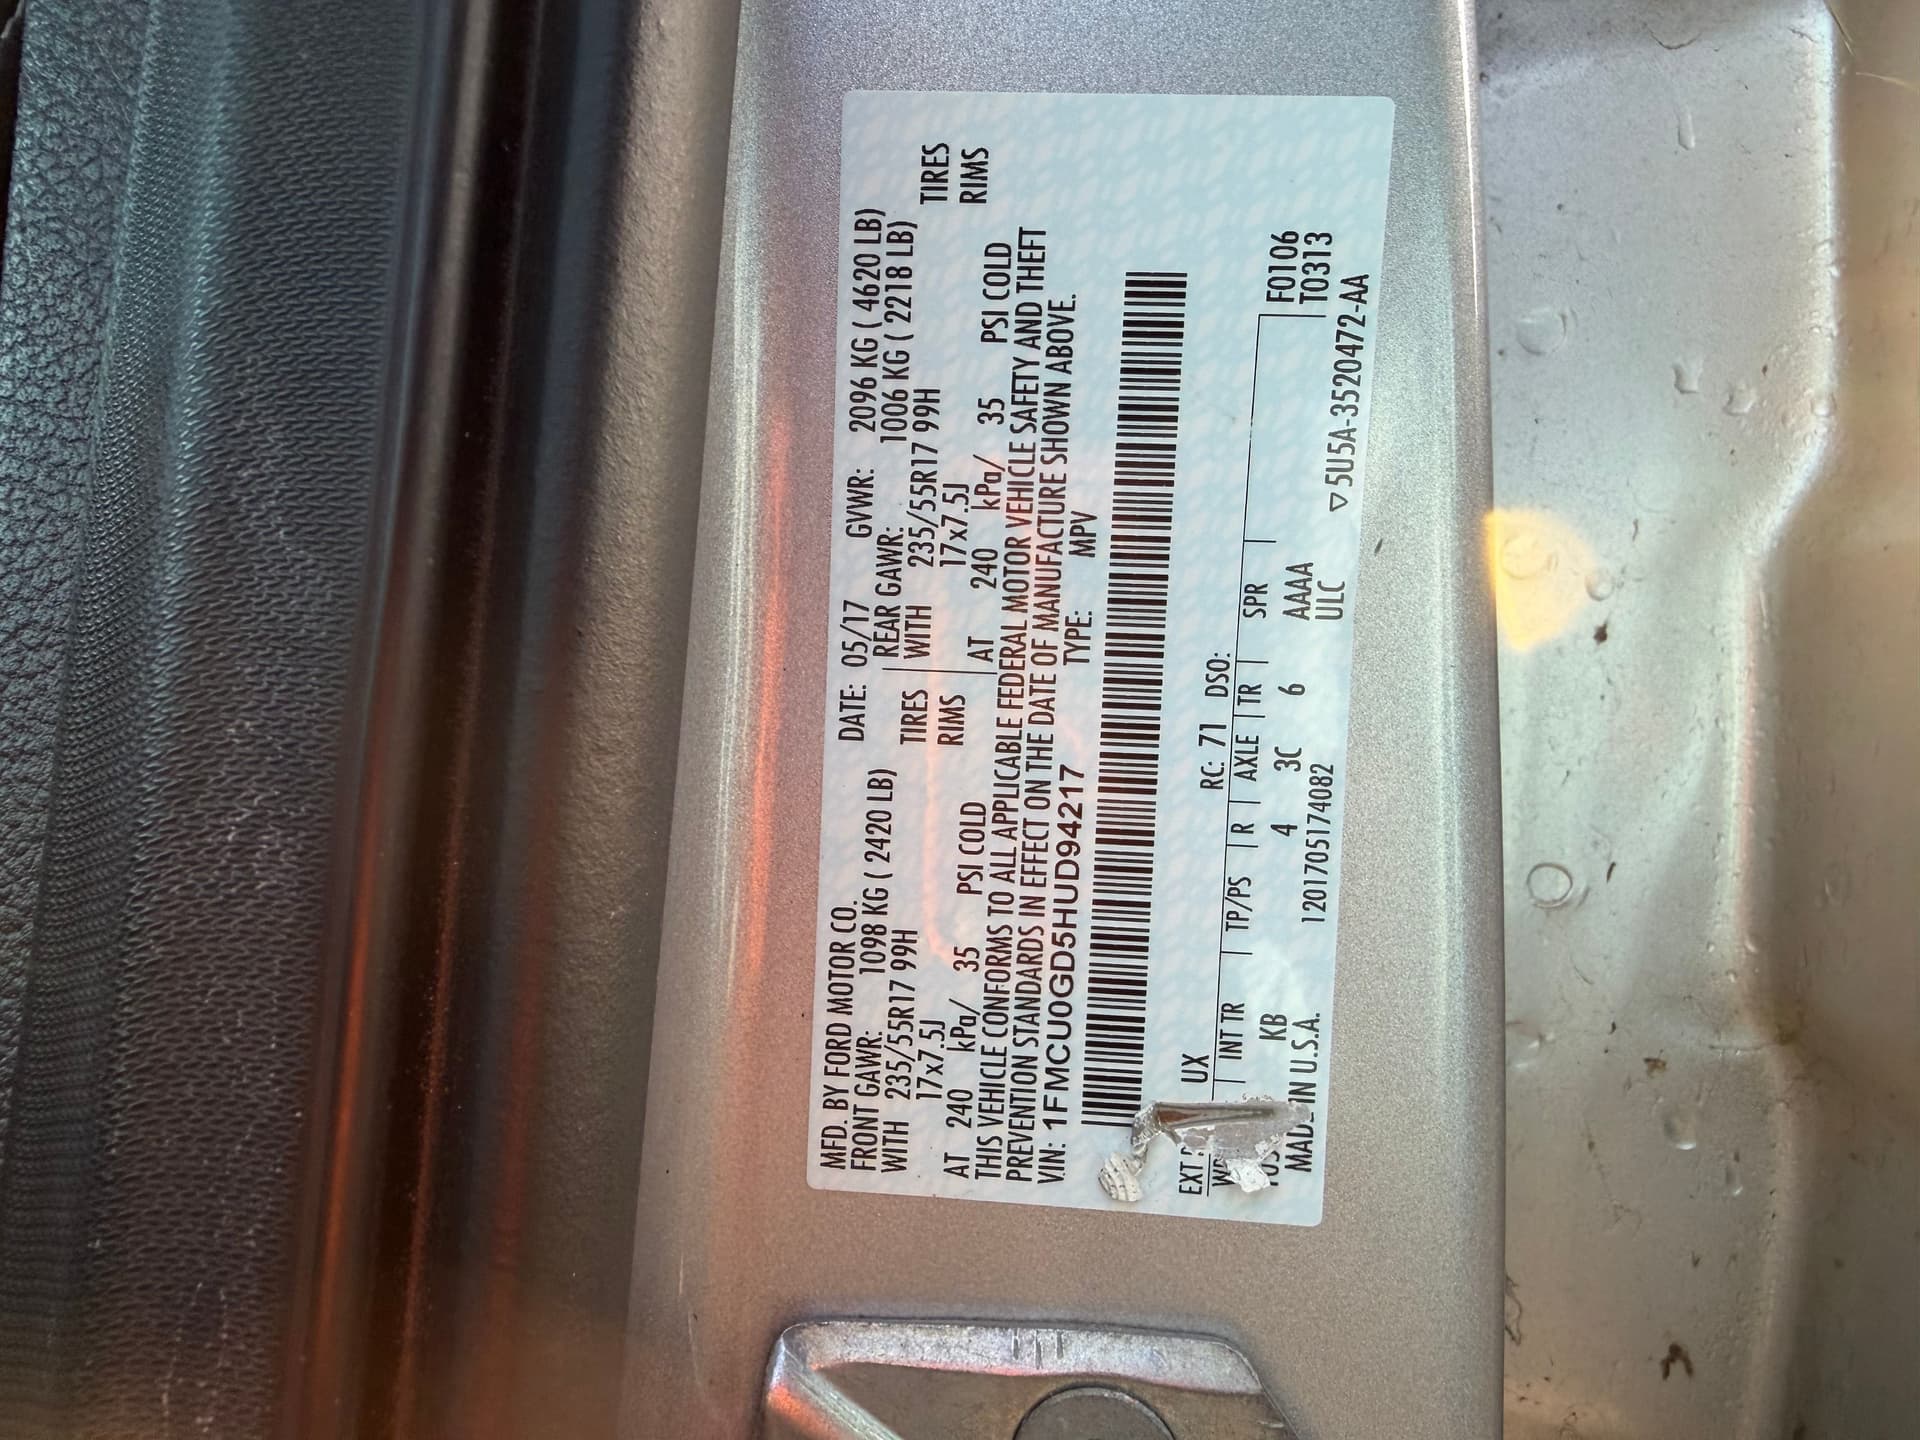 MFD. BY FORD MOTOR CO. DATE: 05/17 GVWR: 2096 KG ( 4620 LB)
FRONT GAWR: 1098 KG ( 2420 LB) REAR GAWR: 1006 KG ( 2218 LB)
WITH 235/55R17 99H TIRES WITH 235/55R17 99H TIRES
17x7.5J RIMS 17x7.5J RIMS
AT 240 kPa/ 35 PSI COLD AT 240 kPa/ 35 PSI COLD
THIS VEHICLE CONFORMS TO ALL APPLICABLE FEDERAL MOTOR VEHICLE SAFETY AND THEFT
PREVENTION STANDARDS IN EFFECT ON THE DATE OF MANUFACTURE SHOWN ABOVE.
VIN: 1FMCU0GD5HUD94217 TYPE: MPV
EXT UX RC: 71 DSO:
INT TR TP/PS R AXLE TR SPR
KB 4 3C 6 AAAA F0106
MADE IN U.S.A. 1201705174082 ULC T0313
▽5U5A-3520472-AA